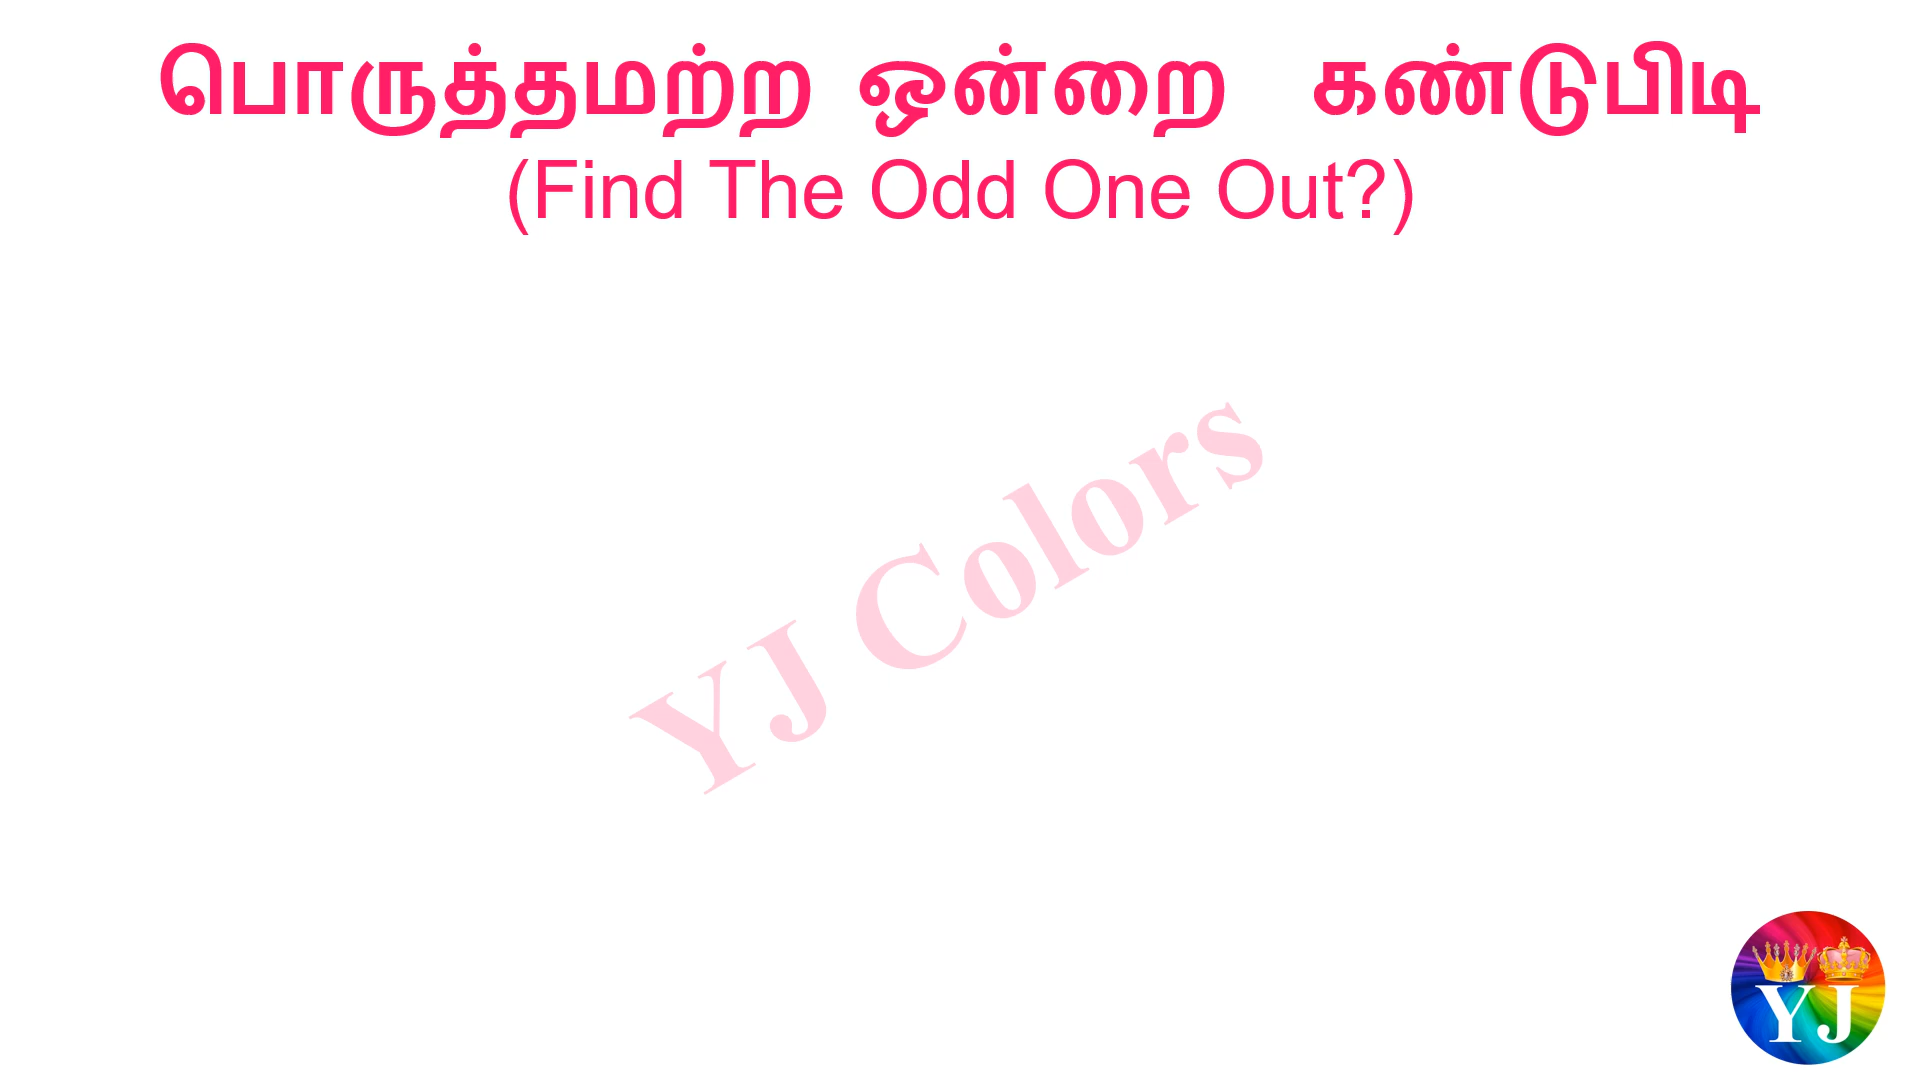 பொருத்தமற்ற ஒன்றை கண்டுபிடி
(Find The Odd One Out?)
YJ Colors
YJ